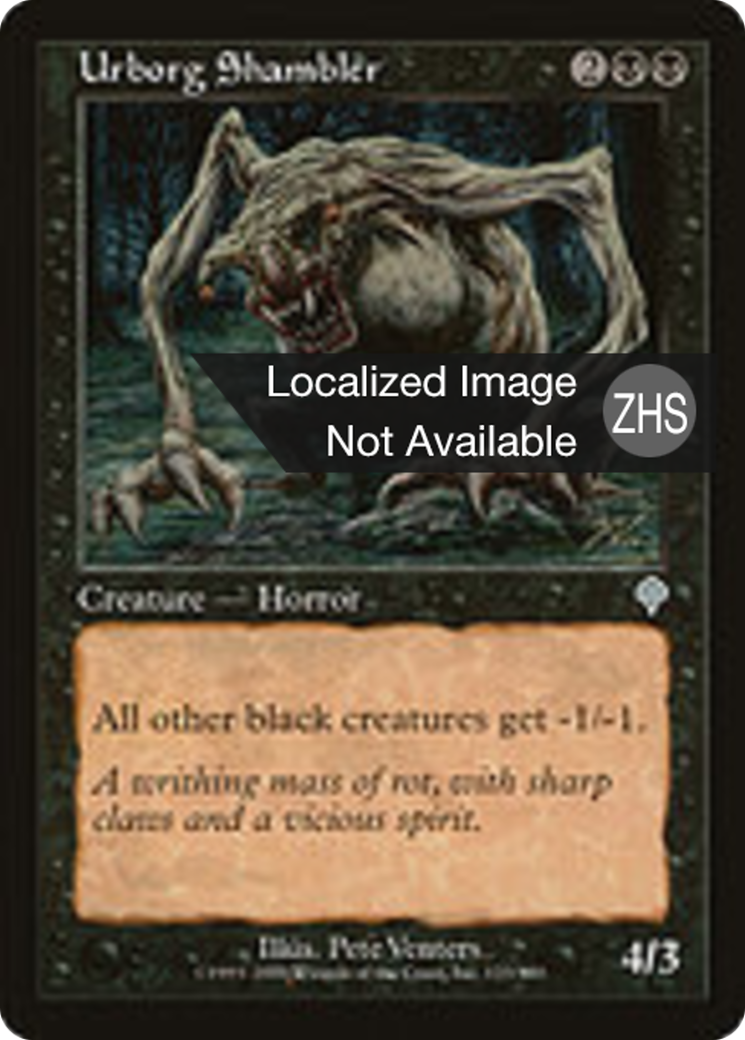 Urborg Shambler
2
Localized Image
Not Available
ZHS
Creature — Horror
All other black creatures get -1/-1.
A writhing mass of rot, with sharp
claws and a vicious spirit.
Illus. Pete Venters
4/3